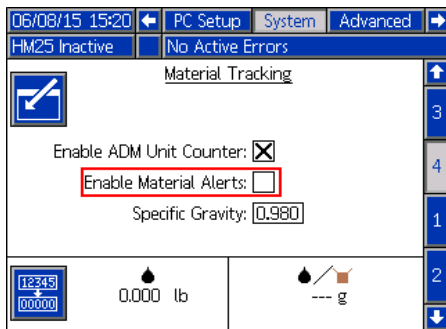 06/08/15 15:20 PC Setup System Advanced
HM25 Inactive No Active Errors
Material Tracking
3
Enable ADM Unit Counter:
4
Enable Material Alerts:
Specific Gravity: 0.980
1
2
12345
00000
0.000 lb
--- g